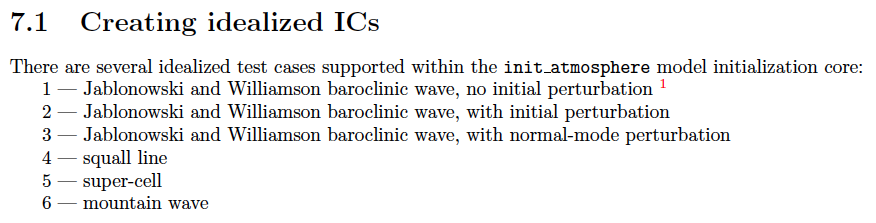 7.1 Creating idealized ICs
There are several idealized test cases supported within the init_atmosphere model initialization core:
1 — Jablonowski and Williamson baroclinic wave, no initial perturbation 1
2 — Jablonowski and Williamson baroclinic wave, with initial perturbation
3 — Jablonowski and Williamson baroclinic wave, with normal-mode perturbation
4 — squall line
5 — super-cell
6 — mountain wave